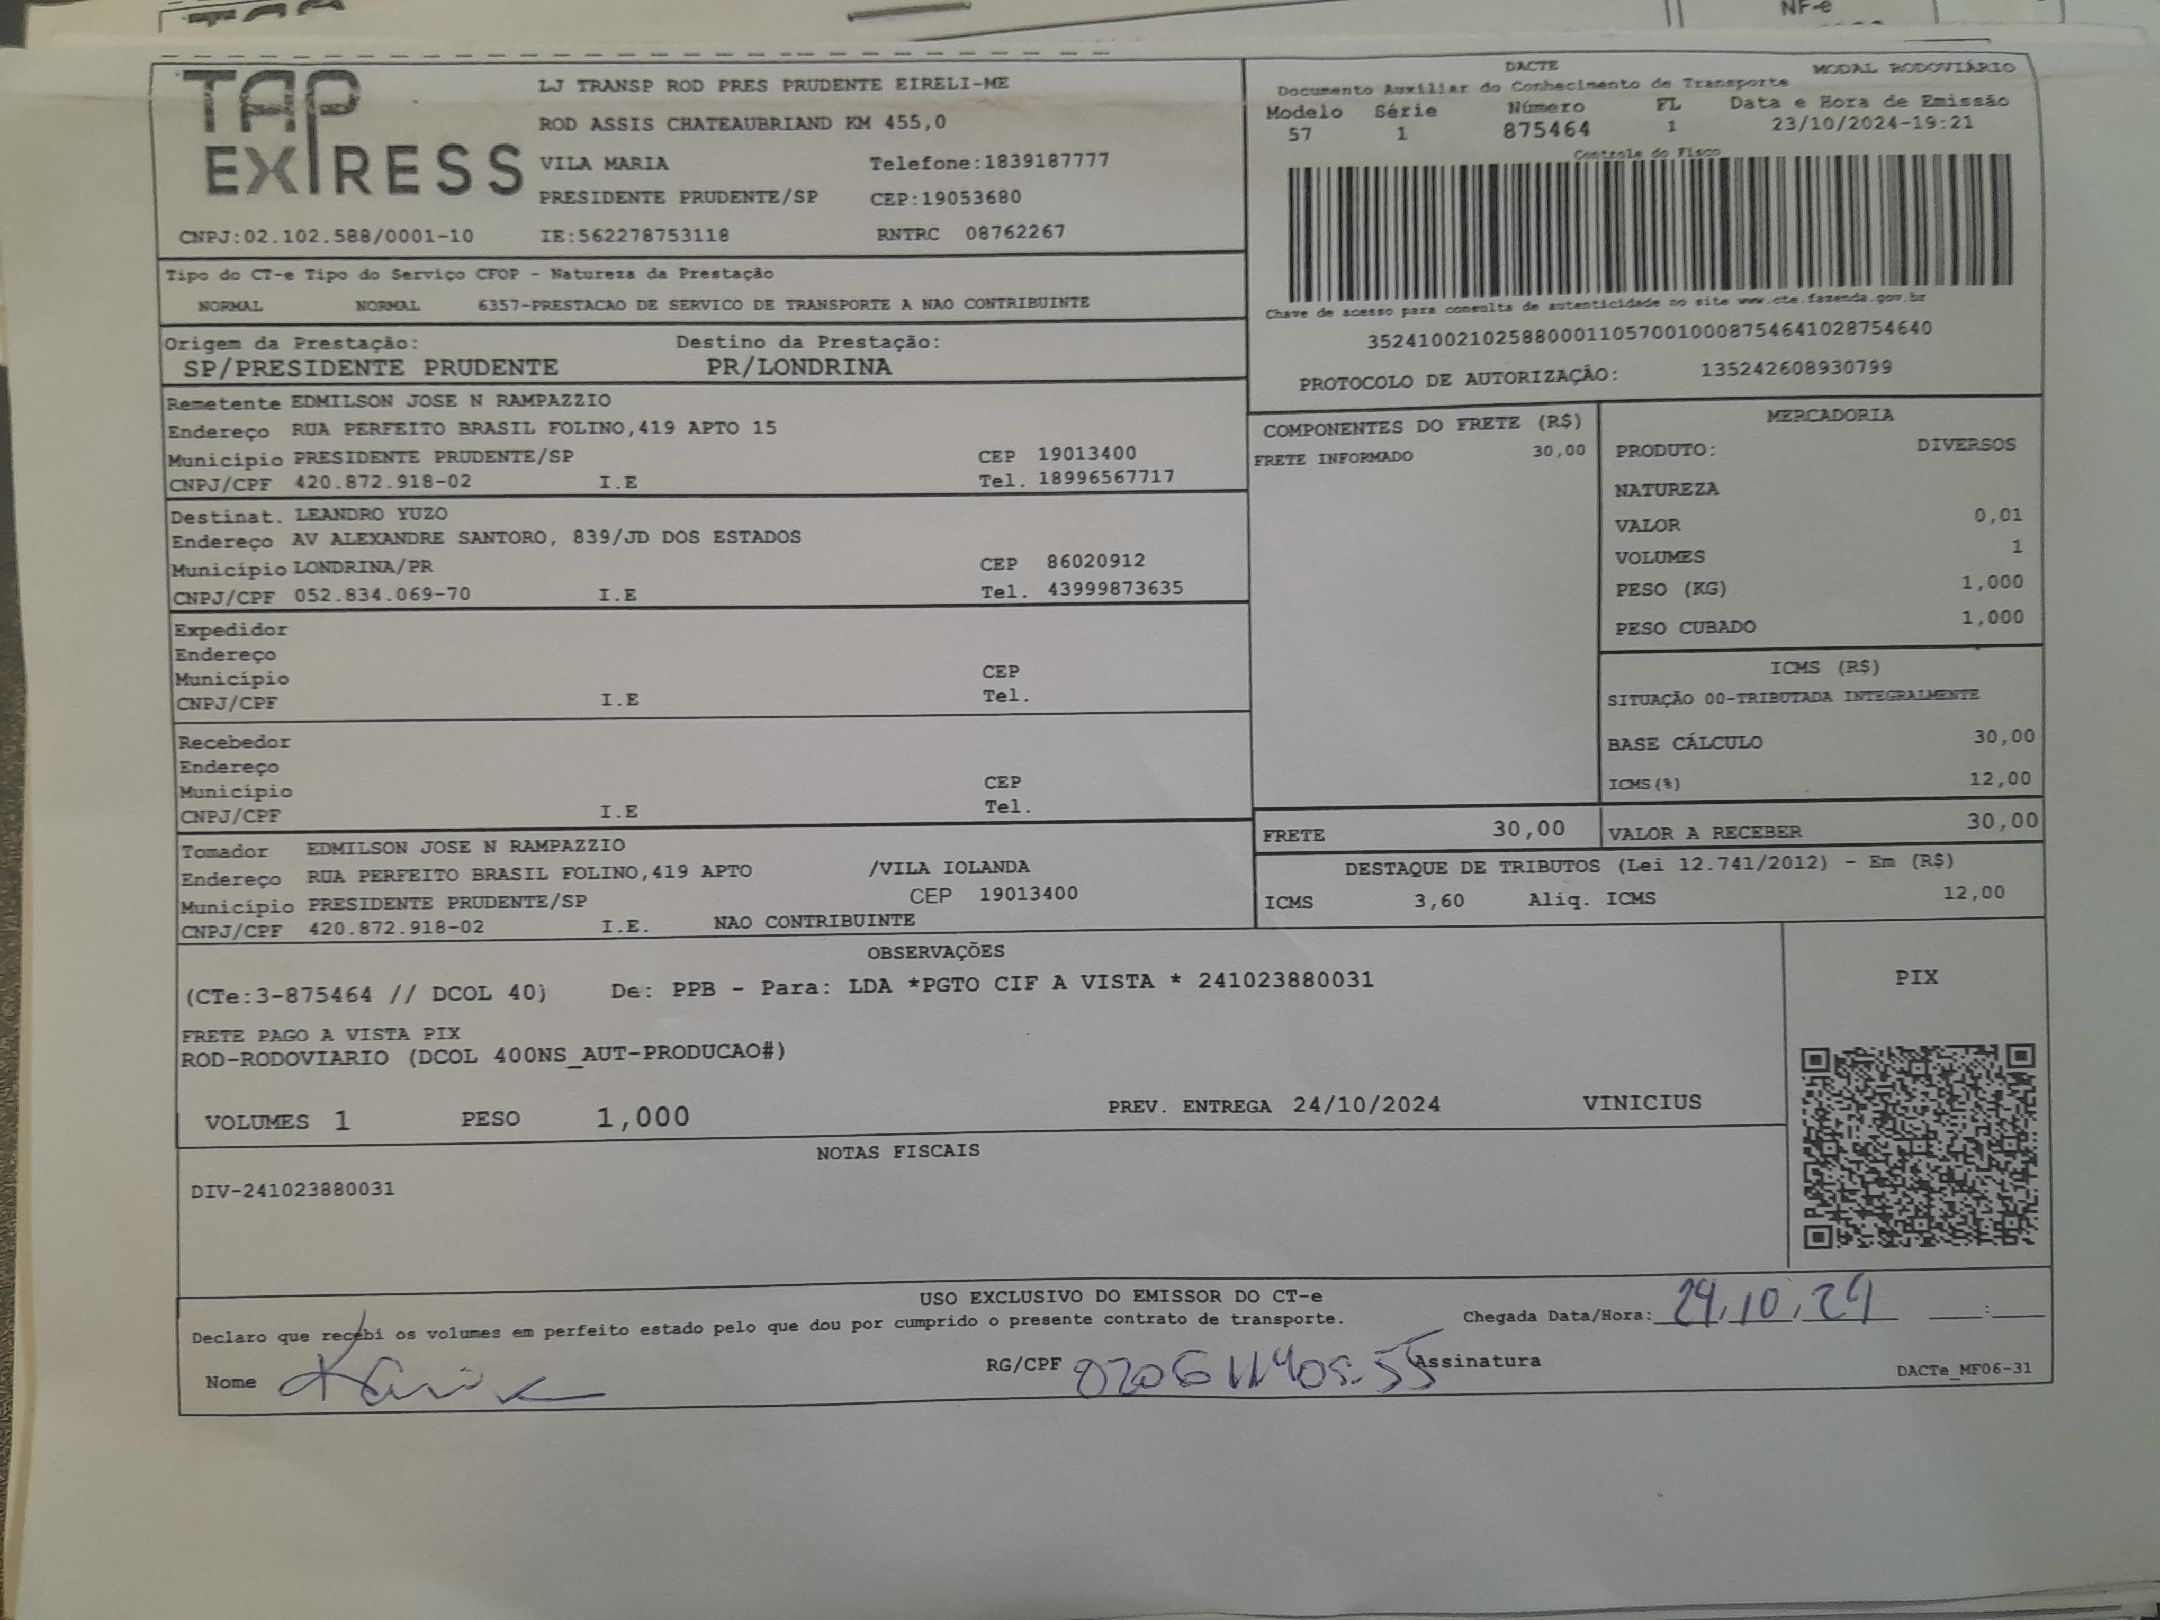 NF-e
TAP EXPRESS
LJ TRANSP ROD PRES PRUDENTE EIRELI-ME
ROD ASSIS CHATEAUBRIAND KM 455,0
VILA MARIA Telefone:1839187777
PRESIDENTE PRUDENTE/SP CEP:19053680
CNPJ:02.102.588/0001-10 IE:562278753118 RNTRC 08762267
DACTE MODAL RODOVIÁRIO
Documento Auxiliar do Conhecimento de Transporte
Modelo Série Número FL Data e Hora de Emissão
57 1 875464 1 23/10/2024-19:21
Controle do Fisco
Chave de acesso para consulta de autenticidade no site www.cte.fazenda.gov.br
35241002102588000110570010008754641028754640
PROTOCOLO DE AUTORIZAÇÃO: 135242608930799
Tipo do CT-e Tipo do Serviço CFOP - Natureza da Prestação
NORMAL NORMAL 6357-PRESTACAO DE SERVICO DE TRANSPORTE A NAO CONTRIBUINTE
Origem da Prestação: Destino da Prestação:
SP/PRESIDENTE PRUDENTE PR/LONDRINA
Remetente EDMILSON JOSE N RAMPAZZIO
Endereço RUA PERFEITO BRASIL FOLINO,419 APTO 15
Município PRESIDENTE PRUDENTE/SP CEP 19013400
CNPJ/CPF 420.872.918-02 I.E Tel. 18996567717
Destinat. LEANDRO YUZO
Endereço AV ALEXANDRE SANTORO, 839/JD DOS ESTADOS
Município LONDRINA/PR CEP 86020912
CNPJ/CPF 052.834.069-70 I.E Tel. 43999873635
Expedidor
Endereço
Município CEP
CNPJ/CPF I.E Tel.
Recebedor
Endereço
Município CEP
CNPJ/CPF I.E Tel.
Tomador EDMILSON JOSE N RAMPAZZIO
Endereço RUA PERFEITO BRASIL FOLINO,419 APTO /VILA IOLANDA
Município PRESIDENTE PRUDENTE/SP CEP 19013400
CNPJ/CPF 420.872.918-02 I.E. NAO CONTRIBUINTE
COMPONENTES DO FRETE (R$)
FRETE INFORMADO 30,00
MERCADORIA
PRODUTO: DIVERSOS
NATUREZA
VALOR 0,01
VOLUMES 1
PESO (KG) 1,000
PESO CUBADO 1,000
ICMS (R$)
SITUAÇÃO 00-TRIBUTADA INTEGRALMENTE
BASE CÁLCULO 30,00
ICMS(%) 12,00
FRETE 30,00 VALOR A RECEBER 30,00
DESTAQUE DE TRIBUTOS (Lei 12.741/2012) - Em (R$)
ICMS 3,60 Aliq. ICMS 12,00
OBSERVAÇÕES
(CTe:3-875464 // DCOL 40) De: PPB - Para: LDA *PGTO CIF A VISTA * 241023880031
FRETE PAGO A VISTA PIX
ROD-RODOVIARIO (DCOL 400NS_AUT-PRODUCAO#)
VOLUMES 1 PESO 1,000 PREV. ENTREGA 24/10/2024 VINICIUS
PIX
NOTAS FISCAIS
DIV-241023880031
USO EXCLUSIVO DO EMISSOR DO CT-e
Declaro que recebi os volumes em perfeito estado pelo que dou por cumprido o presente contrato de transporte.
Chegada Data/Hora: 24,10,24 :
Nome RG/CPF Assinatura
DACTe_MF06-31